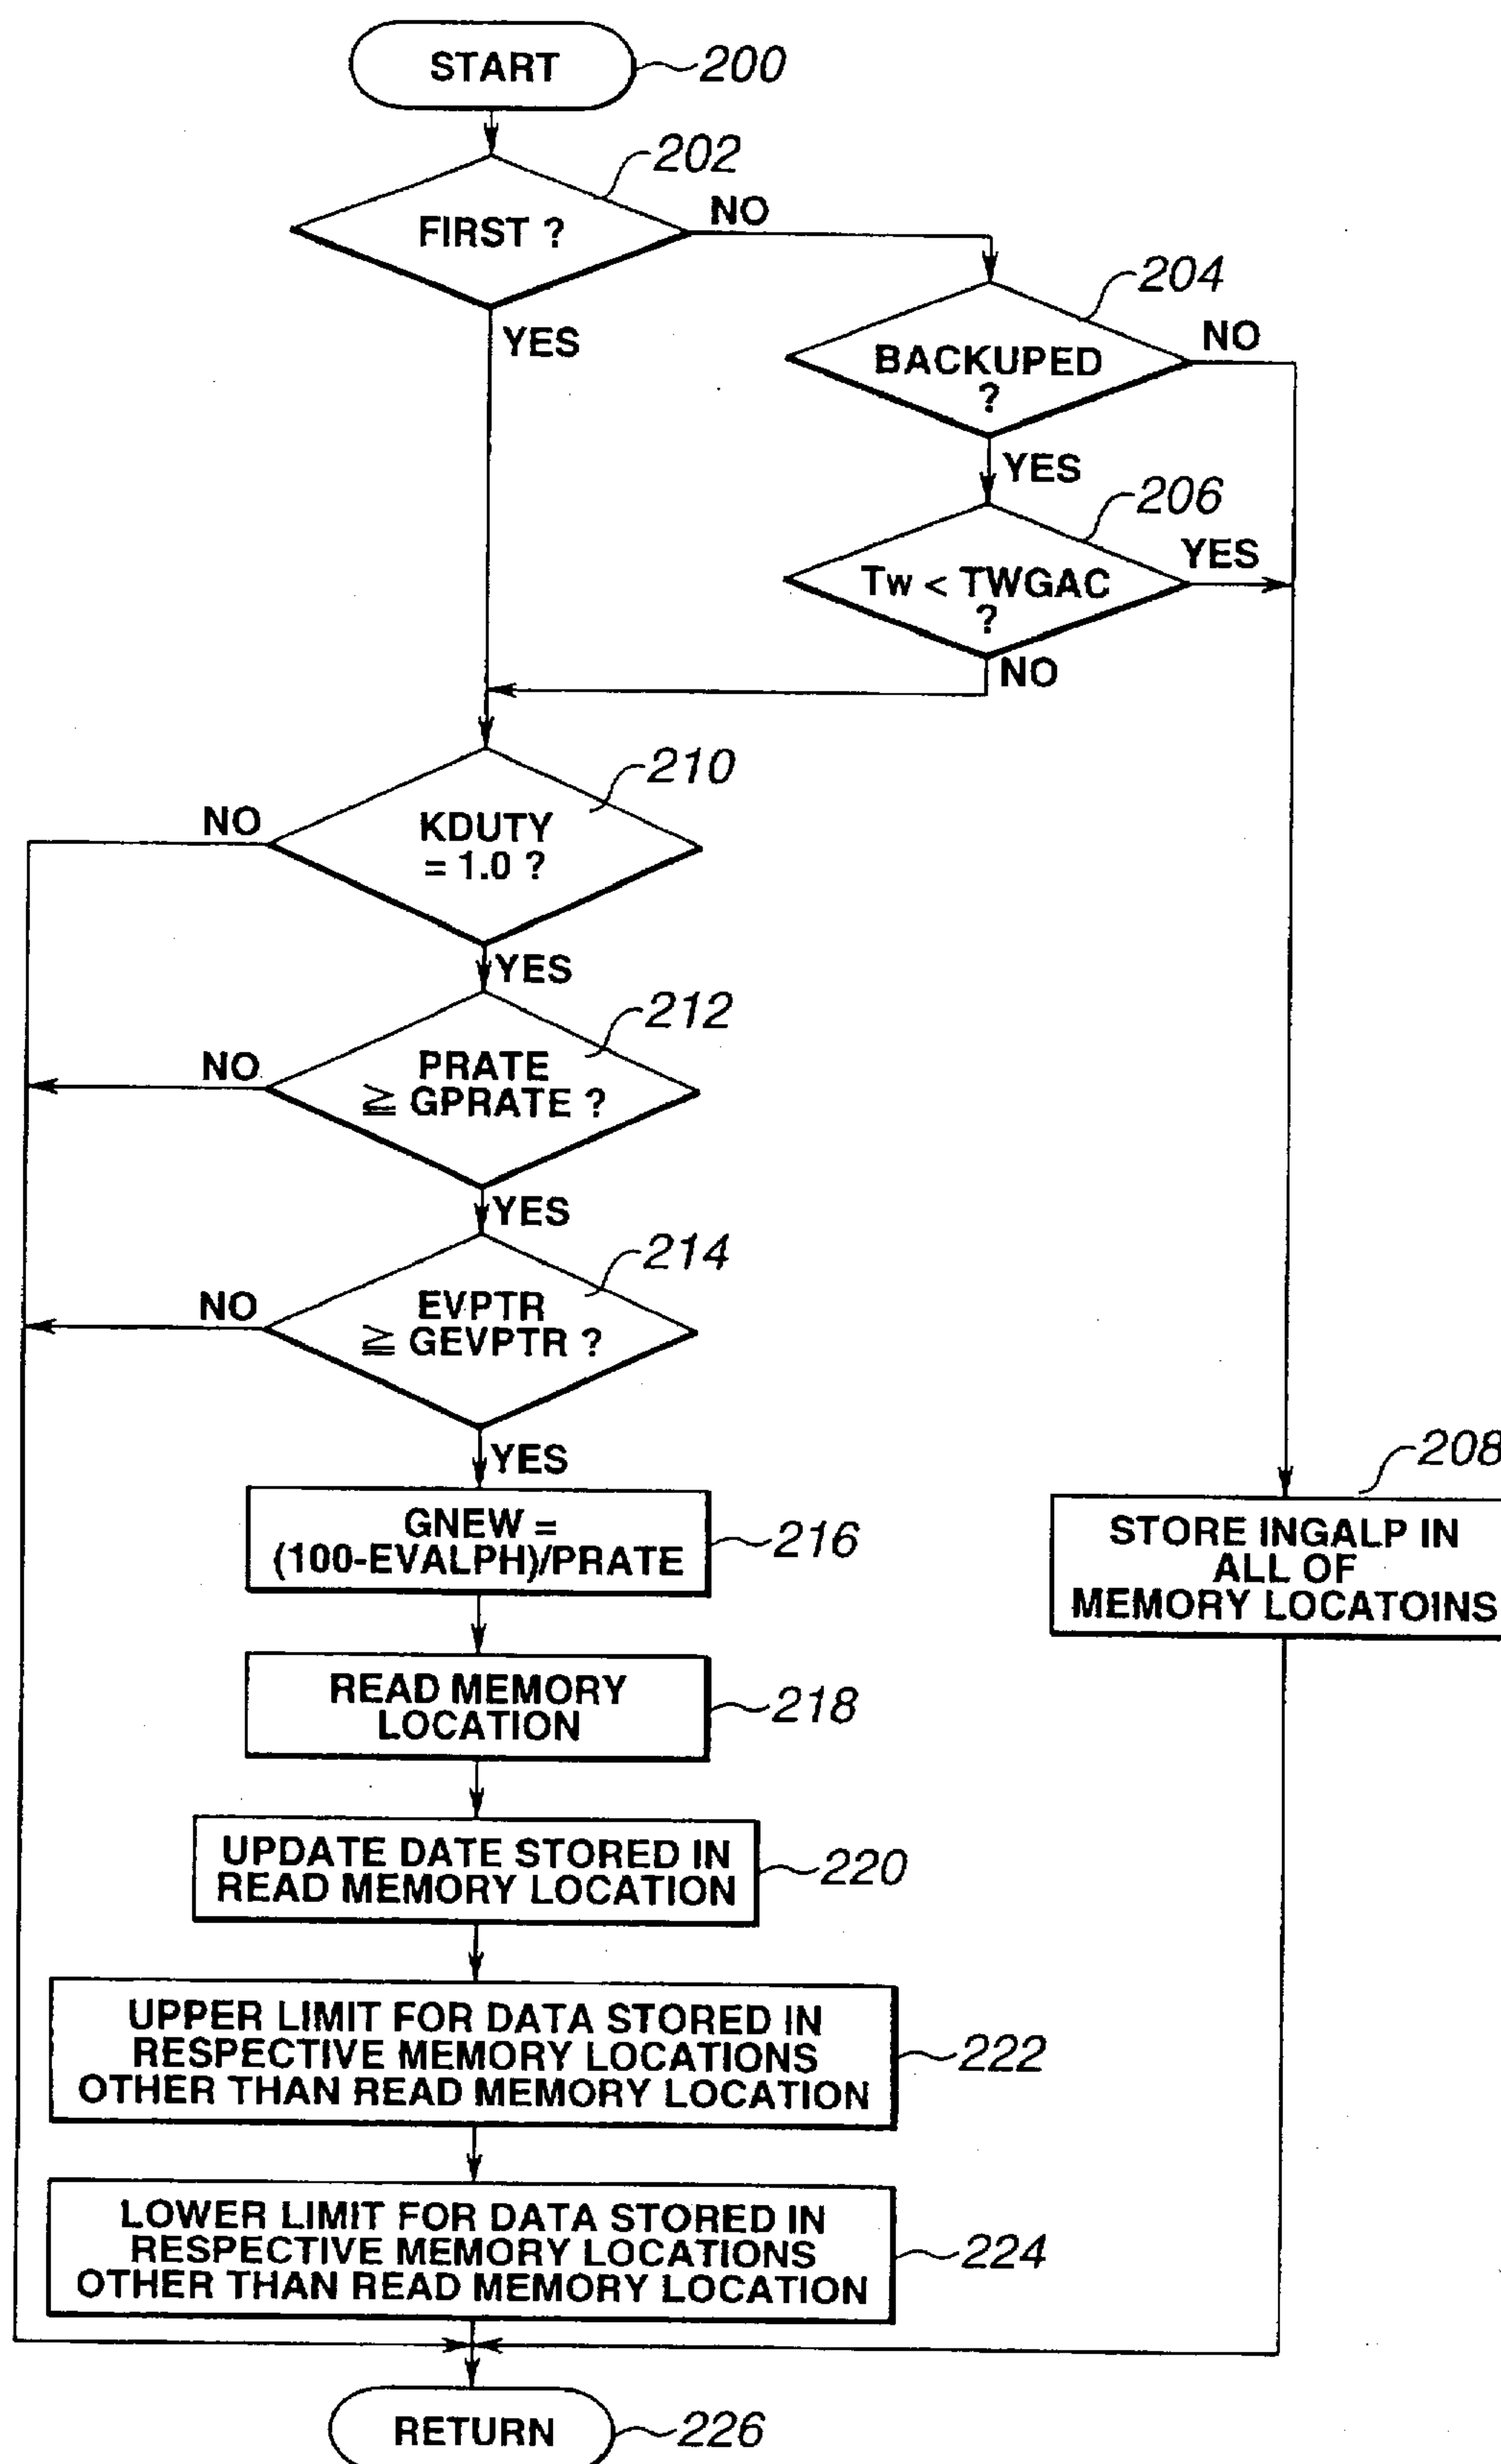 START
200
202
FIRST ?
NO
YES
204
BACKUPED
?
NO
YES
206
Tw < TWGAC
?
YES
NO
210
KDUTY
= 1.0 ?
NO
YES
212
PRATE
≧ GPRATE ?
NO
YES
214
EVPTR
≧ GEVPTR ?
NO
YES
GNEW =
(100-EVALPH)/PRATE
216
208
STORE INGALP IN
ALL OF
MEMORY LOCATOINS
READ MEMORY
LOCATION
218
UPDATE DATE STORED IN
READ MEMORY LOCATION
220
UPPER LIMIT FOR DATA STORED IN
RESPECTIVE MEMORY LOCATIONS
OTHER THAN READ MEMORY LOCATION
222
LOWER LIMIT FOR DATA STORED IN
RESPECTIVE MEMORY LOCATIONS
OTHER THAN READ MEMORY LOCATION
224
RETURN
226